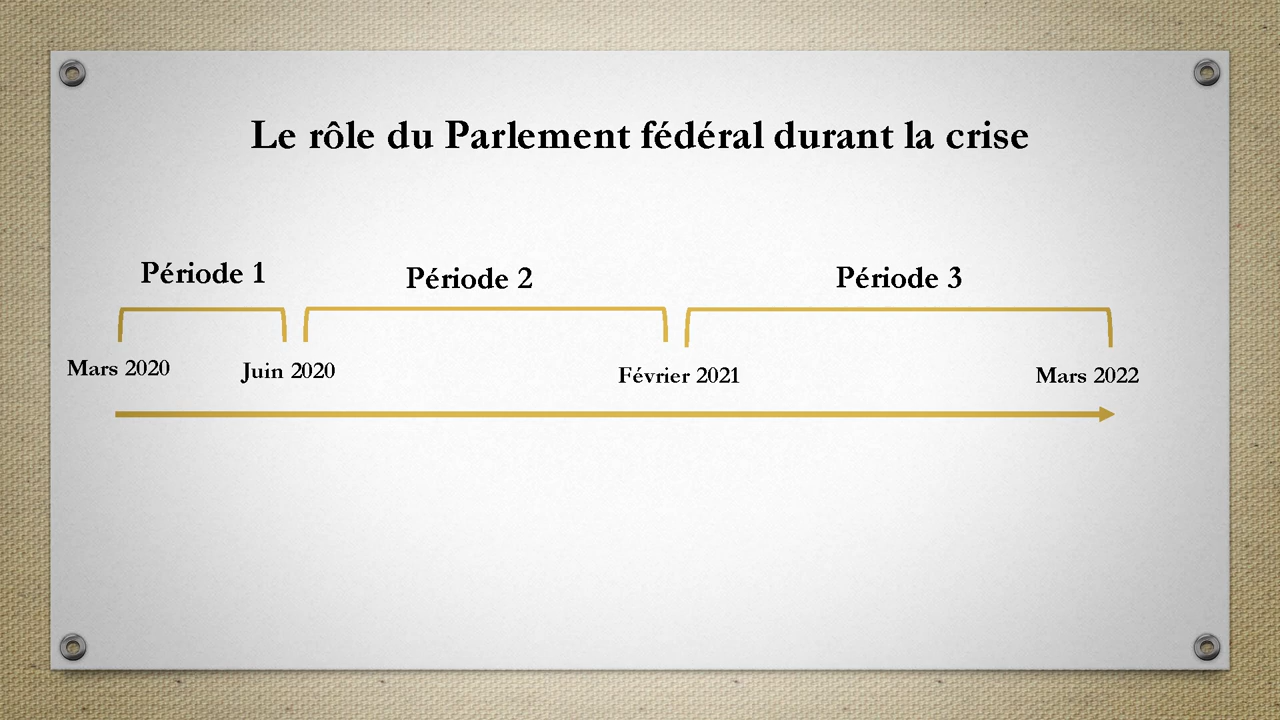 Le rôle du Parlement fédéral durant la crise
Période 1
Période 2
Période 3
Mars 2020
Juin 2020
Février 2021
Mars 2022